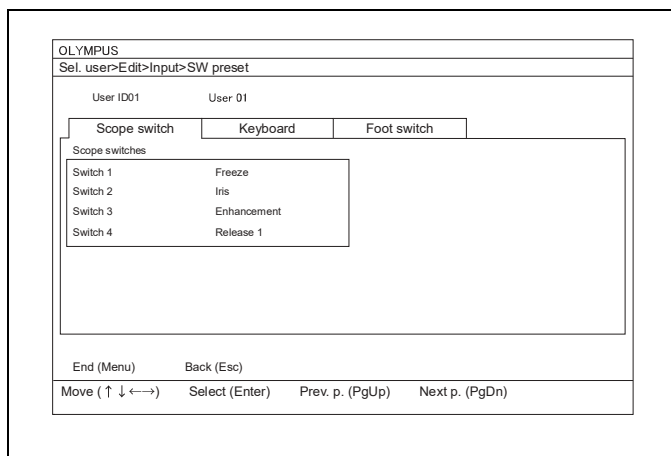 OLYMPUS
Sel. user>Edit>Input>SW preset
User ID01 User 01
Scope switch Keyboard Foot switch
Scope switches
Switch 1 Freeze
Switch 2 Iris
Switch 3 Enhancement
Switch 4 Release 1
End (Menu) Back (Esc)
Move (↑↓←→) Select (Enter) Prev. p. (PgUp) Next p. (PgDn)